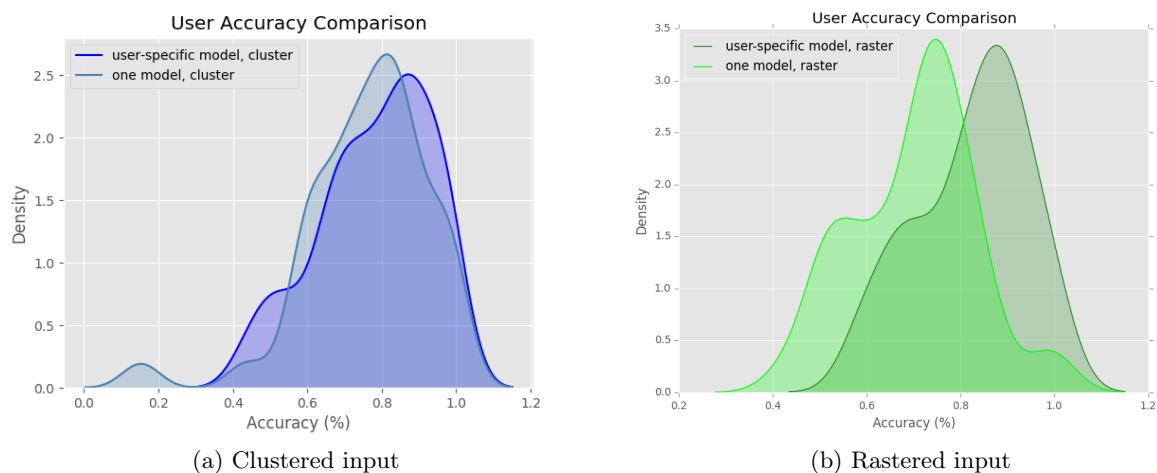 User Accuracy Comparison
user-specific model, cluster
one model, cluster
2.5
2.0
1.5
1.0
0.5
0.0
Density
0.0 0.2 0.4 0.6 0.8 1.0 1.2
Accuracy (%)
(a) Clustered input
User Accuracy Comparison
user-specific model, raster
one model, raster
3.5
3.0
2.5
2.0
1.5
1.0
0.5
0.0
Density
0.2 0.4 0.6 0.8 1.0 1.2
Accuracy (%)
(b) Rastered input